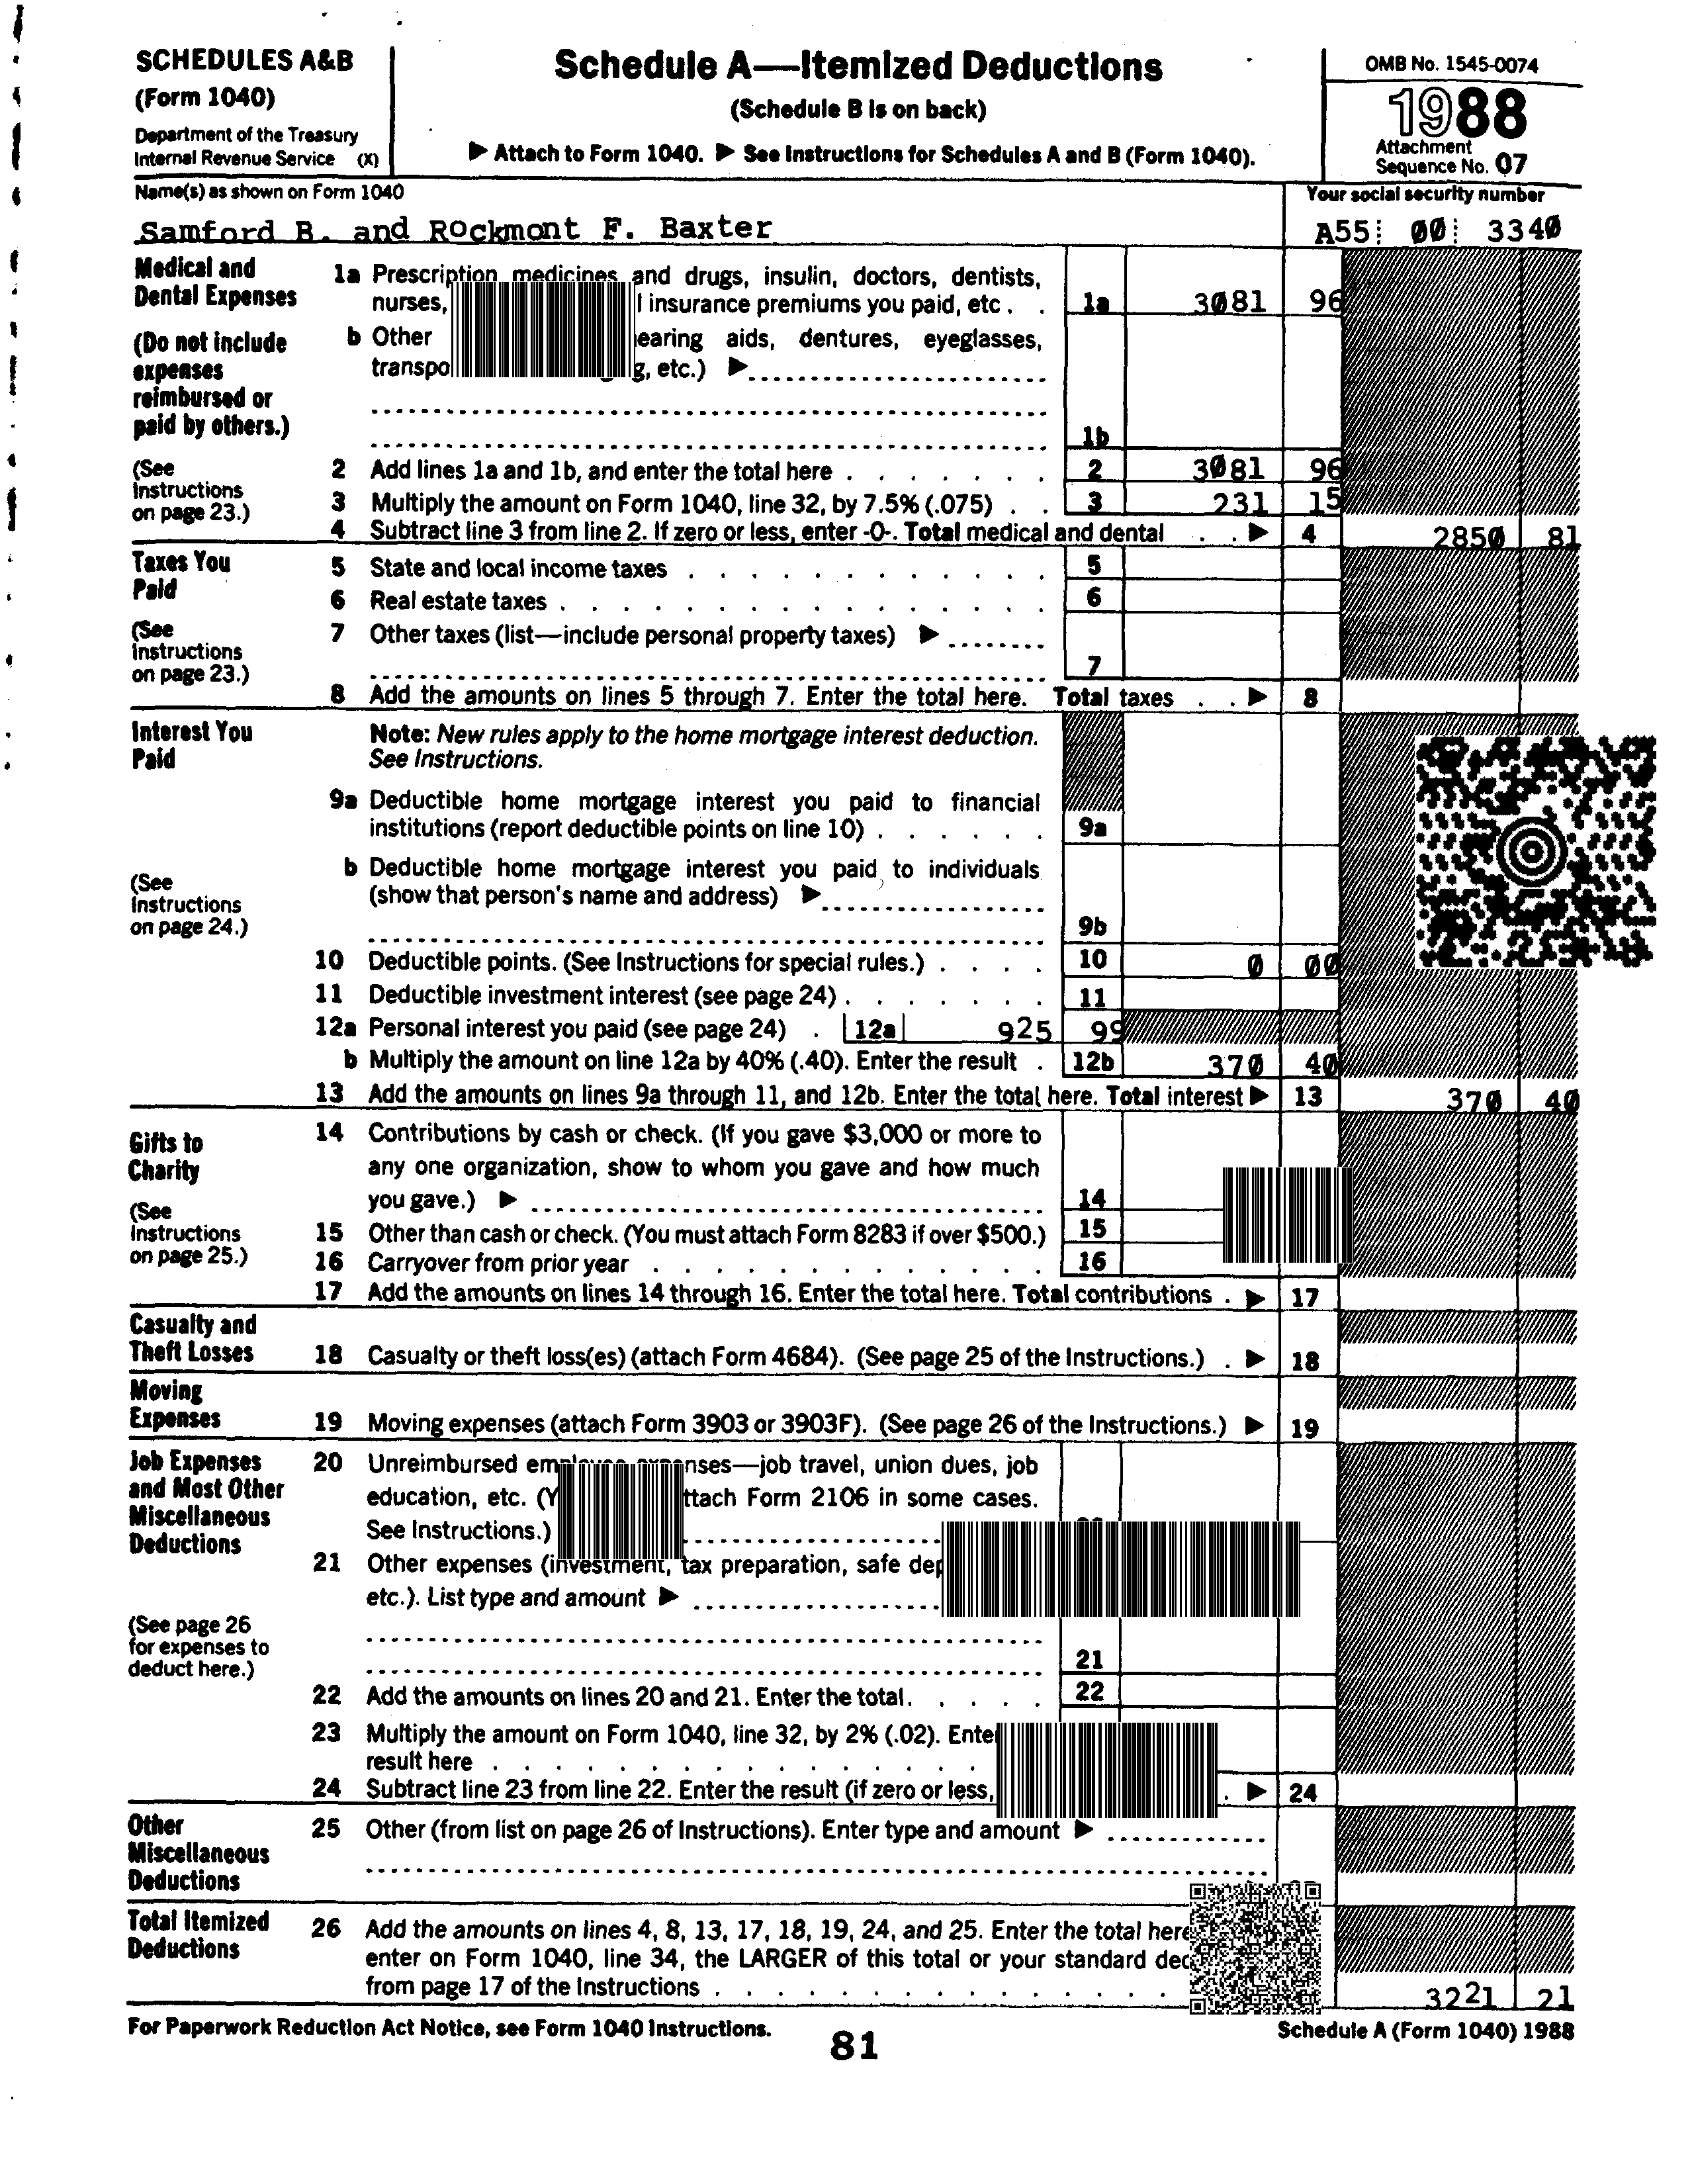 SCHEDULES A&B
(Form 1040)
Department of the Treasury
Internal Revenue Service (X)
Schedule A—Itemized Deductions
(Schedule B is on back)
▶ Attach to Form 1040. ▶ See Instructions for Schedules A and B (Form 1040).
OMB No. 1545-0074
1988
Attachment
Sequence No. 07
Name(s) as shown on Form 1040
Your social security number
Samford B. and Rockmont F. Baxter
A55 00 3340
Medical and
Dental Expenses
(Do not include
expenses
reimbursed or
paid by others.)
(See
Instructions
on page 23.)
1a Prescription medicines and drugs, insulin, doctors, dentists,
nurses, insurance premiums you paid, etc . . 1a 3081 96
b Other aids, dentures, eyeglasses,
etc.) ▶
1b
2 Add lines 1a and 1b, and enter the total here . . . . . . . 2 3081 96
3 Multiply the amount on Form 1040, line 32, by 7.5% (.075) . . 3 231 15
4 Subtract line 3 from line 2. If zero or less, enter -0-. Total medical and dental . . ▶ 4 2850 81
Taxes You
Paid
(See
Instructions
on page 23.)
5 State and local income taxes . . . . . . . . . . . . 5
6 Real estate taxes . . . . . . . . . . . . . . . . 6
7 Other taxes (list—include personal property taxes) ▶
7
8 Add the amounts on lines 5 through 7. Enter the total here. Total taxes . . ▶ 8
Interest You
Paid
(See
Instructions
on page 24.)
Note: New rules apply to the home mortgage interest deduction.
See Instructions.
9a Deductible home mortgage interest you paid to financial
institutions (report deductible points on line 10) . . . . . . 9a
b Deductible home mortgage interest you paid to individuals
(show that person's name and address) ▶
9b
10 Deductible points. (See Instructions for special rules.) . . . . 10 0 00
11 Deductible investment interest (see page 24) . . . . . . . 11
12a Personal interest you paid (see page 24) . 12a 925 99
b Multiply the amount on line 12a by 40% (.40). Enter the result . 12b 370 40
13 Add the amounts on lines 9a through 11, and 12b. Enter the total here. Total interest ▶ 13 370 40
Gifts to
Charity
(See
Instructions
on page 25.)
14 Contributions by cash or check. (If you gave $3,000 or more to
any one organization, show to whom you gave and how much
you gave.) ▶ 14
15 Other than cash or check. (You must attach Form 8283 if over $500.) 15
16 Carryover from prior year . . . . . . . . . . . . . 16
17 Add the amounts on lines 14 through 16. Enter the total here. Total contributions . ▶ 17
Casualty and
Theft Losses
18 Casualty or theft loss(es) (attach Form 4684). (See page 25 of the Instructions.) . ▶ 18
Moving
Expenses
19 Moving expenses (attach Form 3903 or 3903F). (See page 26 of the Instructions.) ▶ 19
Job Expenses
and Most Other
Miscellaneous
Deductions
(See page 26
for expenses to
deduct here.)
20 Unreimbursed job travel, union dues, job
education, etc. Form 2106 in some cases.
See Instructions.)
21 Other expenses (investment, tax preparation, safe
etc.). List type and amount ▶
21
22 Add the amounts on lines 20 and 21. Enter the total . . . . . 22
23 Multiply the amount on Form 1040, line 32, by 2% (.02).
result here . . . . . . . . . . . . . . .
24 Subtract line 23 from line 22. Enter the result (if zero or less, . ▶ 24
Other
Miscellaneous
Deductions
25 Other (from list on page 26 of Instructions). Enter type and amount ▶
Total Itemized
Deductions
26 Add the amounts on lines 4, 8, 13, 17, 18, 19, 24, and 25. Enter the total here
enter on Form 1040, line 34, the LARGER of this total or your standard
from page 17 of the Instructions . . . . . . . . . . . . . 3221 21
For Paperwork Reduction Act Notice, see Form 1040 Instructions.
81
Schedule A (Form 1040) 1988